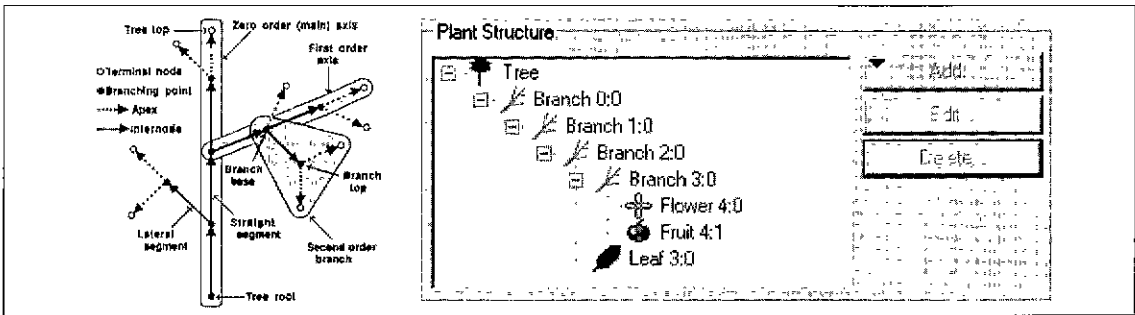 Tree top
Zero order (main) axis
First order
axis
Terminal node
Branching point
Apex
Internode
Branch
base
Branch
top
Lateral
segment
Straight
segment
Second order
branch
Tree root
Plant Structure
Tree
Branch 0:0
Branch 1:0
Branch 2:0
Branch 3:0
Flower 4:0
Fruit 4:1
Leaf 3:0
Add...
Edit...
Delete...